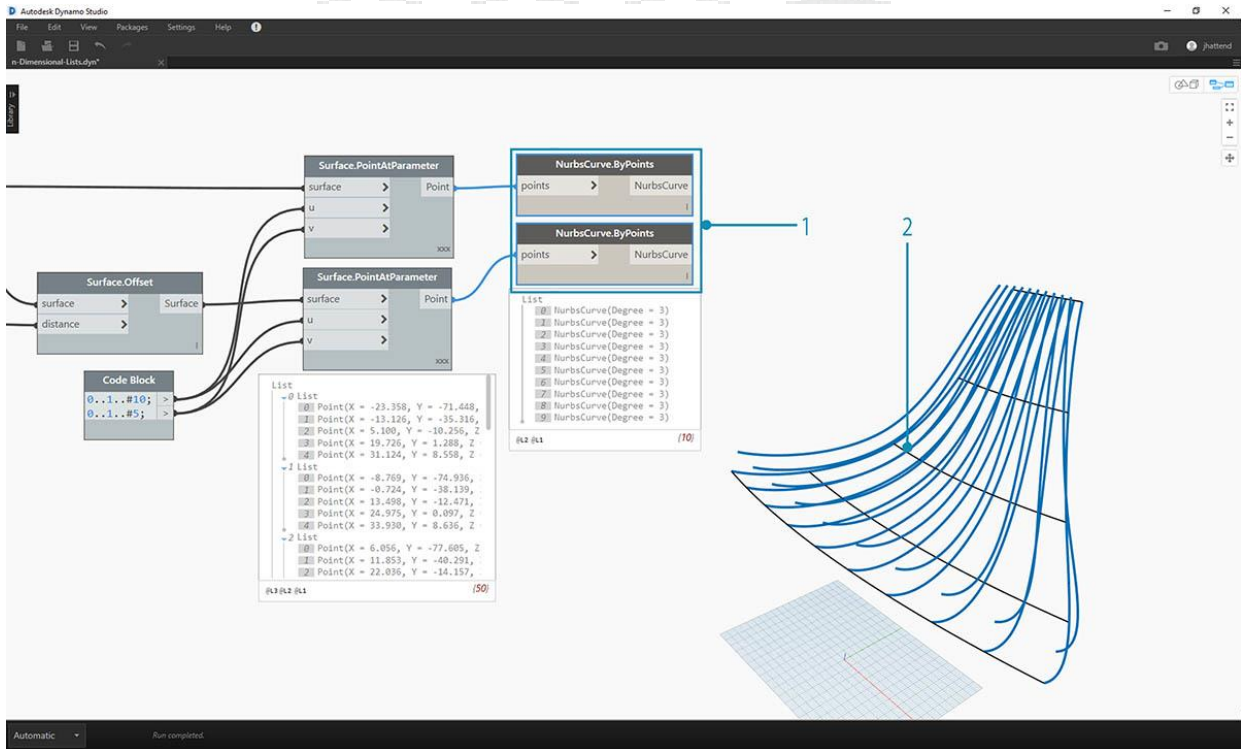 Autodesk Dynamo Studio
File Edit View Packages Settings Help
jhattend
n-Dimensional-Lists.dyn*
Library
Surface.PointAtParameter
surface > Point
u >
v >
xxx
NurbsCurve.ByPoints
points > NurbsCurve
|
NurbsCurve.ByPoints
points > NurbsCurve
|
1
2
Surface.Offset
surface > Surface
distance >
|
Surface.PointAtParameter
surface > Point
u >
v >
xxx
Code Block
0..1..#10; >
0..1..#5; >
List
0 List
0 Point(X = -23.358, Y = -71.448,
1 Point(X = -13.126, Y = -35.316,
2 Point(X = 5.100, Y = -10.256, Z
3 Point(X = 19.726, Y = 1.288, Z
4 Point(X = 31.124, Y = 8.558, Z
1 List
0 Point(X = -8.769, Y = -74.936,
1 Point(X = -0.724, Y = -38.139,
2 Point(X = 13.498, Y = -12.471,
3 Point(X = 24.975, Y = 0.097, Z
4 Point(X = 33.930, Y = 8.636, Z
2 List
0 Point(X = 6.056, Y = -77.605, Z
1 Point(X = 11.853, Y = -40.291,
2 Point(X = 22.036, Y = -14.157,
@L3 @L2 @L1 {50}
List
0 NurbsCurve(Degree = 3)
1 NurbsCurve(Degree = 3)
2 NurbsCurve(Degree = 3)
3 NurbsCurve(Degree = 3)
4 NurbsCurve(Degree = 3)
5 NurbsCurve(Degree = 3)
6 NurbsCurve(Degree = 3)
7 NurbsCurve(Degree = 3)
8 NurbsCurve(Degree = 3)
9 NurbsCurve(Degree = 3)
@L2 @L1 {10}
Automatic
Run completed.